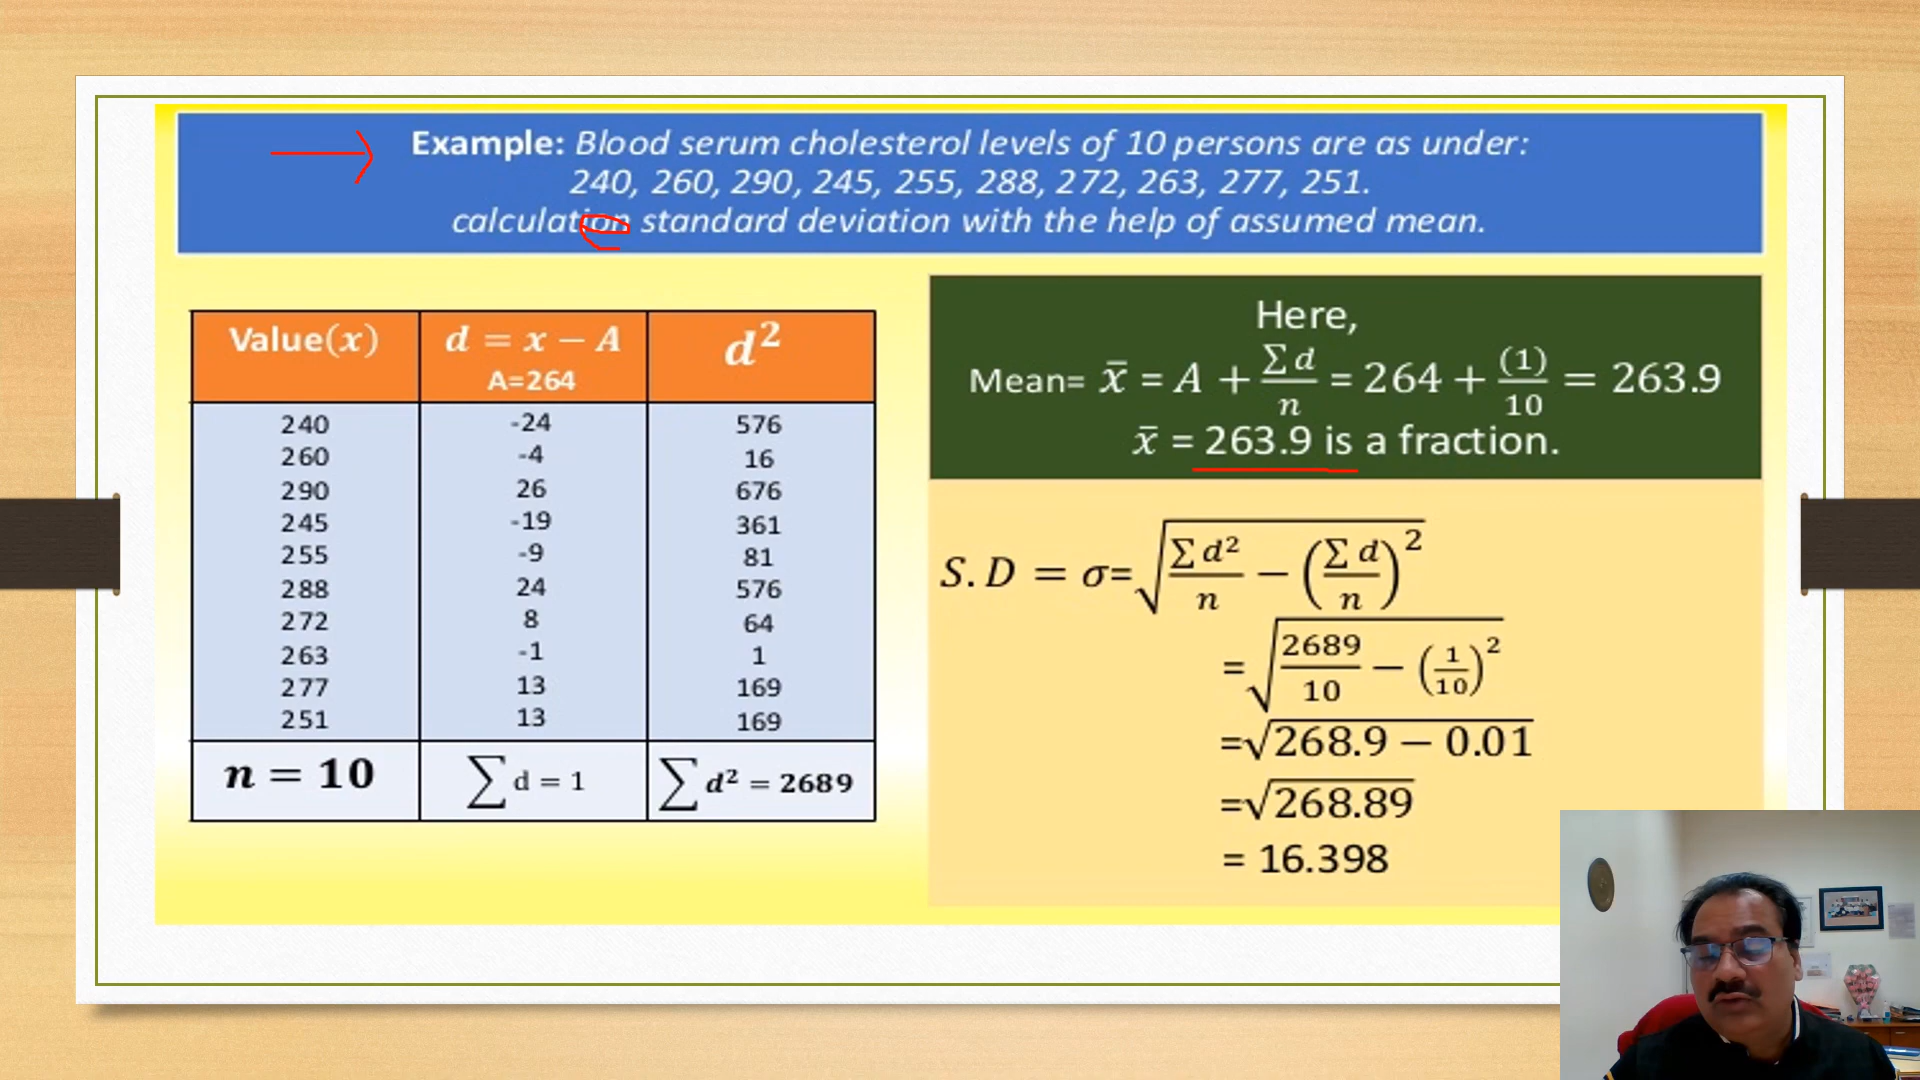 Example: Blood serum cholesterol levels of 10 persons are as under:
240, 260, 290, 245, 255, 288, 272, 263, 277, 251.
calculation standard deviation with the help of assumed mean.
Value(x) d = x − A d²
A=264
240 -24 576
260 -4 16
290 26 676
245 -19 361
255 -9 81
288 24 576
272 8 64
263 -1 1
277 13 169
251 13 169
n = 10 ∑ d = 1 ∑ d² = 2689
Here,
Mean= x̄ = A + ∑ d / n = 264 + (1) / 10 = 263.9
x̄ = 263.9 is a fraction.
S.D = σ= √(∑ d² / n − (∑ d / n)²)
= √(2689 / 10 − (1 / 10)²)
=√(268.9 − 0.01)
=√268.89
= 16.398